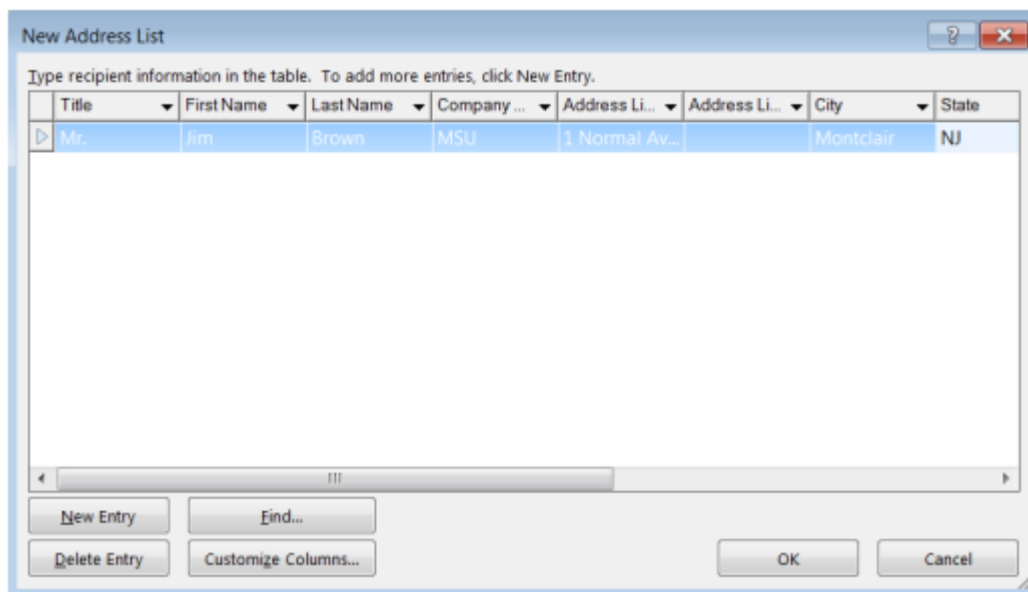 New Address List
Type recipient information in the table. To add more entries, click New Entry.
Title First Name Last Name Company ... Address Li... Address Li... City State
Mr. Jim Brown MSU 1 Normal Av... Montclair NJ
New Entry Find...
Delete Entry Customize Columns... OK Cancel